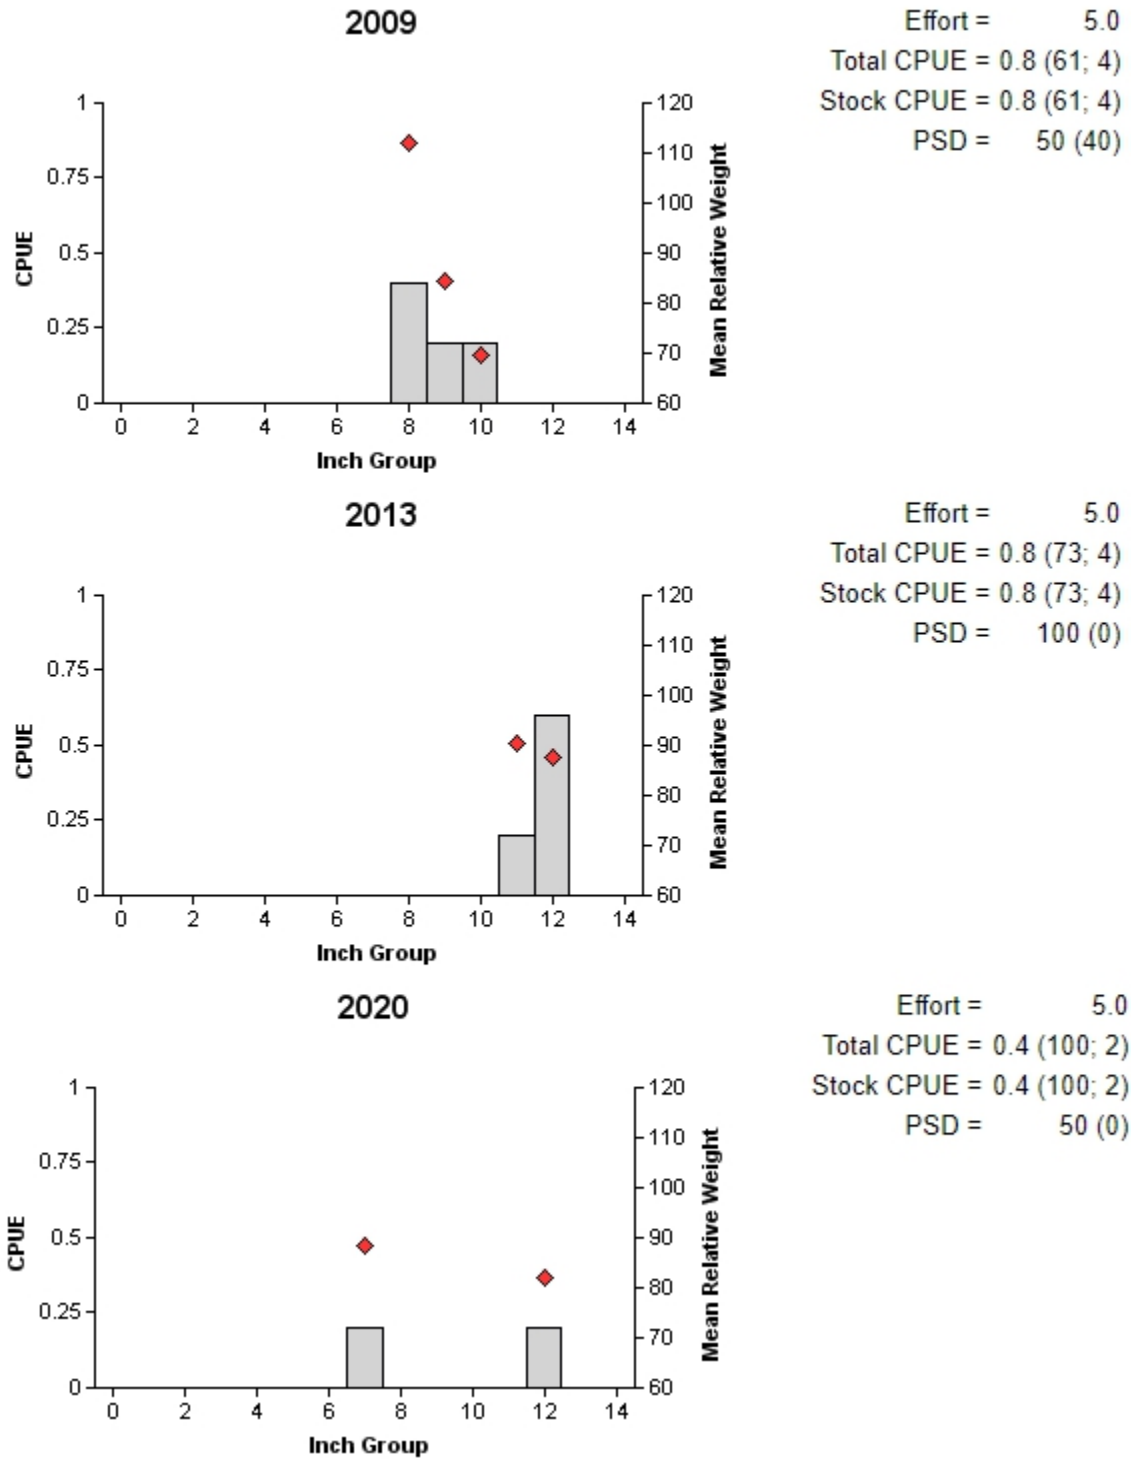 2009
Effort = 5.0
Total CPUE = 0.8 (61; 4)
Stock CPUE = 0.8 (61; 4)
PSD = 50 (40)
1
0.75
0.5
0.25
0
CPUE
120
110
100
90
80
70
60
Mean Relative Weight
0 2 4 6 8 10 12 14
Inch Group
2013
Effort = 5.0
Total CPUE = 0.8 (73; 4)
Stock CPUE = 0.8 (73; 4)
PSD = 100 (0)
1
0.75
0.5
0.25
0
CPUE
120
110
100
90
80
70
60
Mean Relative Weight
0 2 4 6 8 10 12 14
Inch Group
2020
Effort = 5.0
Total CPUE = 0.4 (100; 2)
Stock CPUE = 0.4 (100; 2)
PSD = 50 (0)
1
0.75
0.5
0.25
0
CPUE
120
110
100
90
80
70
60
Mean Relative Weight
0 2 4 6 8 10 12 14
Inch Group